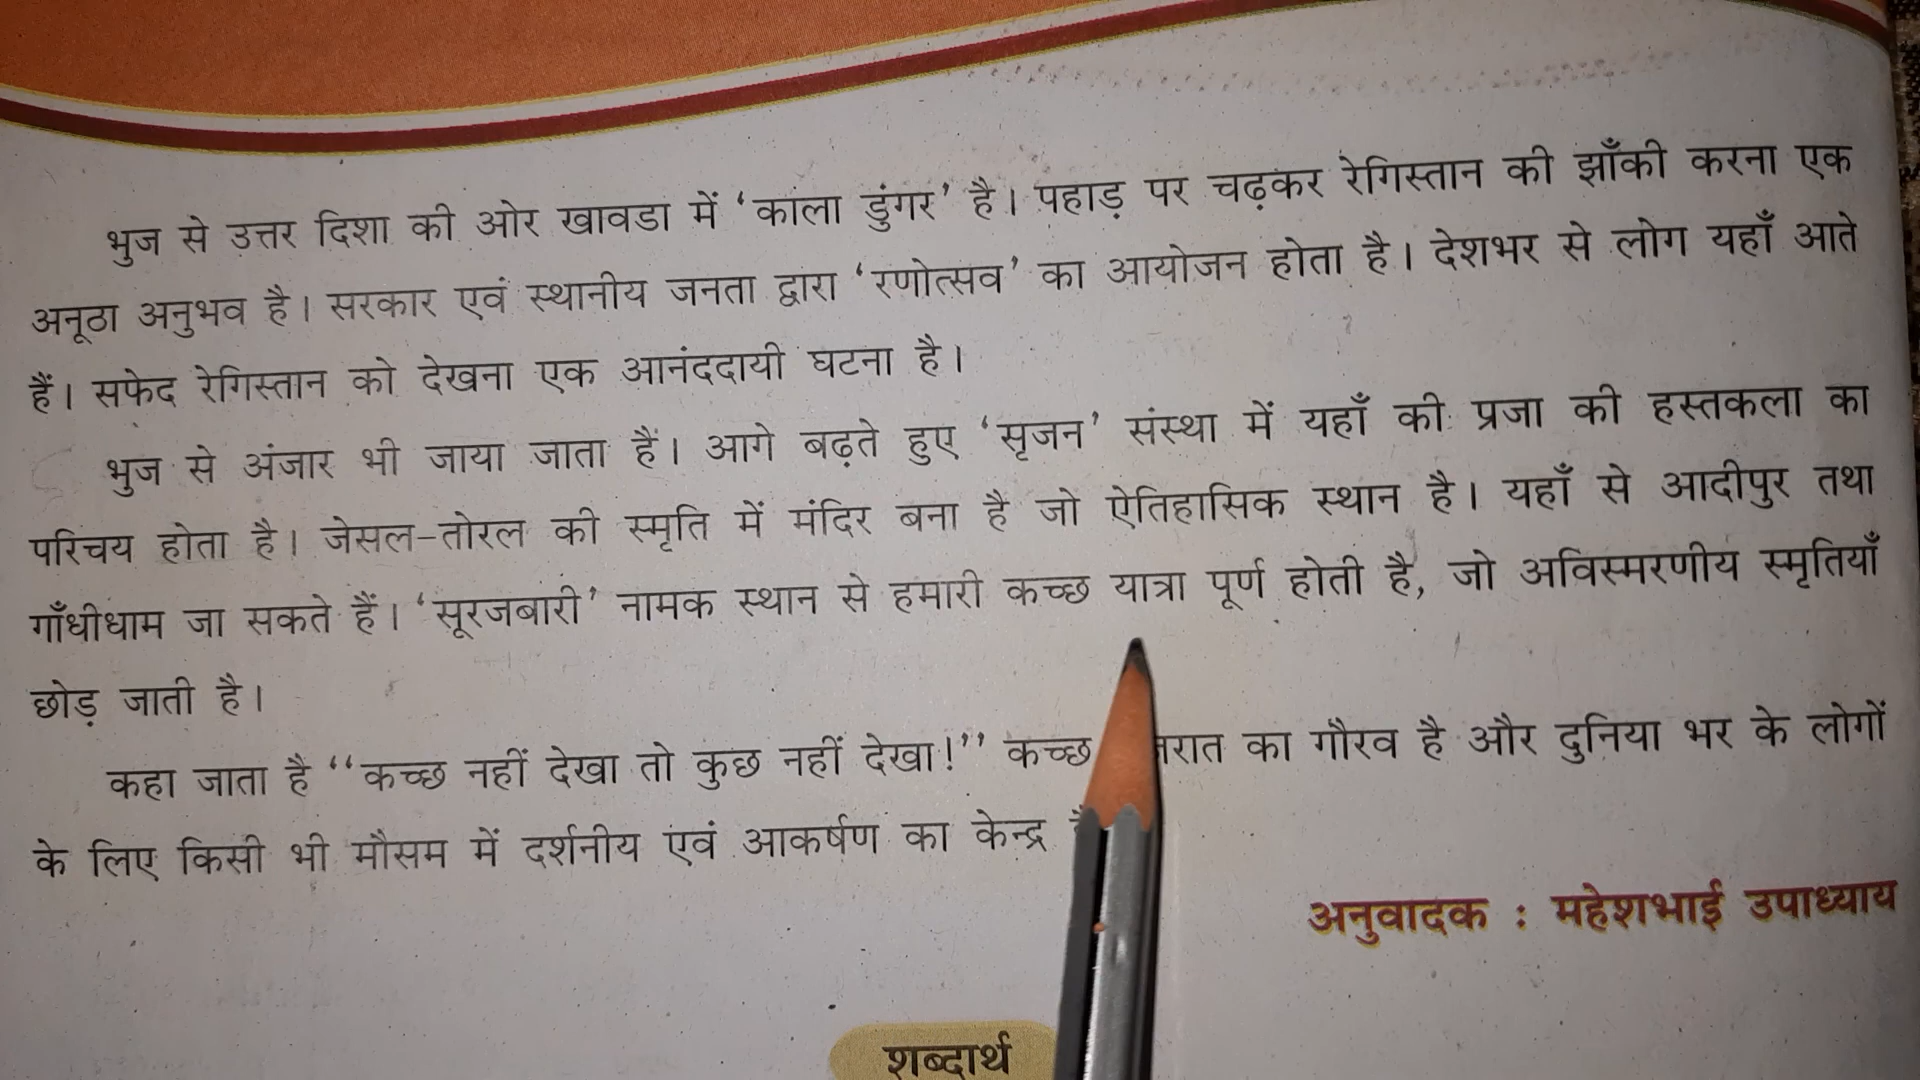 भुज से उत्तर दिशा की ओर खावडा में ‘काला डुंगर’ है। पहाड़ पर चढ़कर रेगिस्तान की झाँकी करना एक
अनूठा अनुभव है। सरकार एवं स्थानीय जनता द्वारा ‘रणोत्सव’ का आयोजन होता है। देशभर से लोग यहाँ आते
हैं। सफेद रेगिस्तान को देखना एक आनंददायी घटना है।
भुज से अंजार भी जाया जाता हैं। आगे बढ़ते हुए ‘सृजन’ संस्था में यहाँ की प्रजा की हस्तकला का
परिचय होता है। जेसल-तोरल की स्मृति में मंदिर बना है जो ऐतिहासिक स्थान है। यहाँ से आदीपुर तथा
गाँधीधाम जा सकते हैं। ‘सूरजबारी’ नामक स्थान से हमारी कच्छ यात्रा पूर्ण होती है, जो अविस्मरणीय स्मृतियाँ
छोड़ जाती है।
कहा जाता है “कच्छ नहीं देखा तो कुछ नहीं देखा!” कच्छ का गौरव है और दुनिया भर के लोगों
के लिए किसी भी मौसम में दर्शनीय एवं आकर्षण का केन्द्र
अनुवादक : महेशभाई उपाध्याय
शब्दार्थ